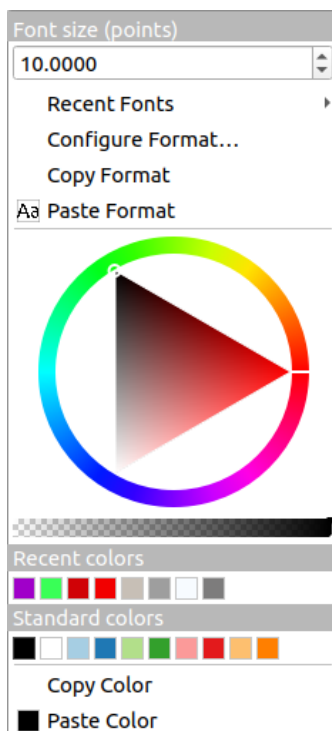 Font size (points)
10.0000
Recent Fonts
Configure Format...
Copy Format
Aa Paste Format
Recent colors
Standard colors
Copy Color
Paste Color